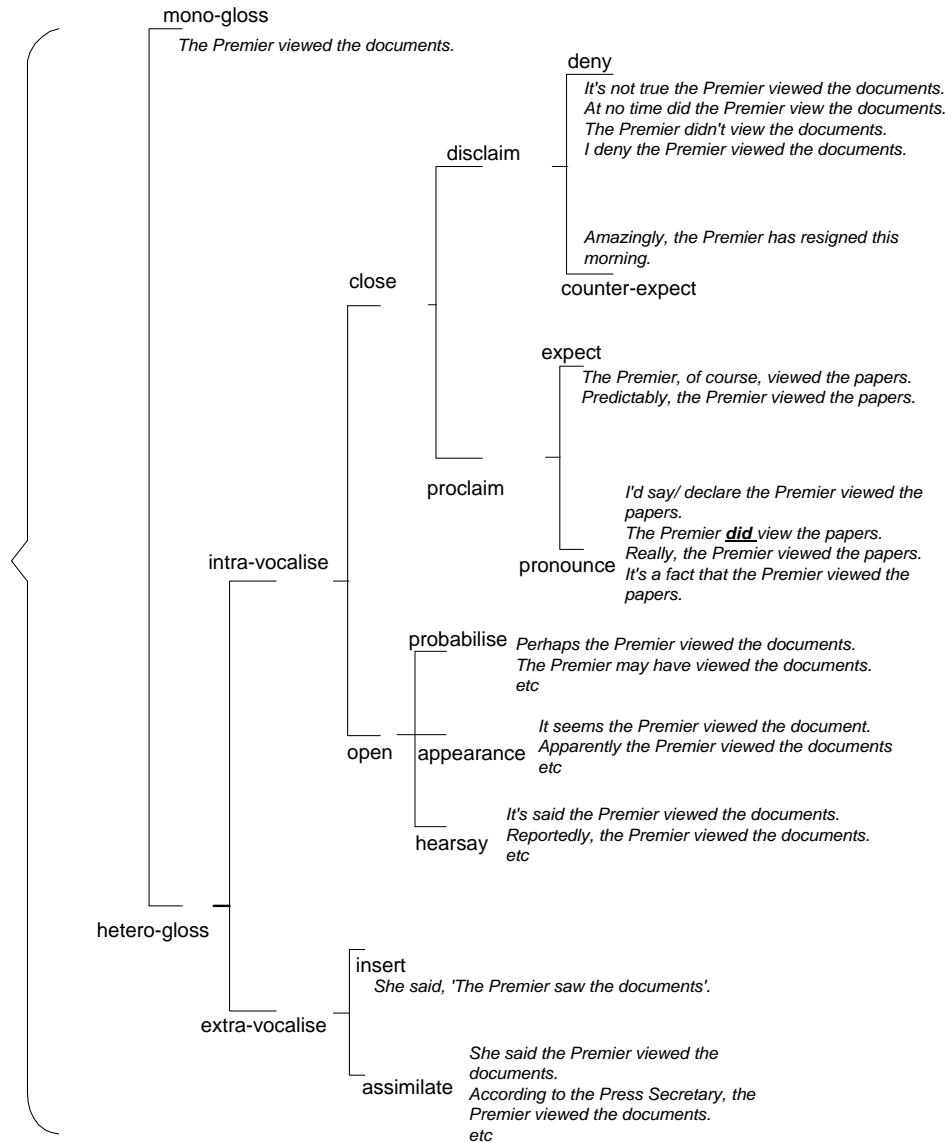 mono-gloss
The Premier viewed the documents.
deny
It's not true the Premier viewed the documents.
At no time did the Premier view the documents.
The Premier didn't view the documents.
I deny the Premier viewed the documents.
disclaim
Amazingly, the Premier has resigned this
morning.
close
counter-expect
expect
The Premier, of course, viewed the papers.
Predictably, the Premier viewed the papers.
proclaim
I'd say/ declare the Premier viewed the
papers.
The Premier did view the papers.
Really, the Premier viewed the papers.
It's a fact that the Premier viewed the
papers.
intra-vocalise
pronounce
probabilise
Perhaps the Premier viewed the documents.
The Premier may have viewed the documents.
etc
open
appearance
It seems the Premier viewed the document.
Apparently the Premier viewed the documents
etc
hearsay
It's said the Premier viewed the documents.
Reportedly, the Premier viewed the documents.
etc
hetero-gloss
insert
She said, 'The Premier saw the documents'.
extra-vocalise
assimilate
She said the Premier viewed the
documents.
According to the Press Secretary, the
Premier viewed the documents.
etc